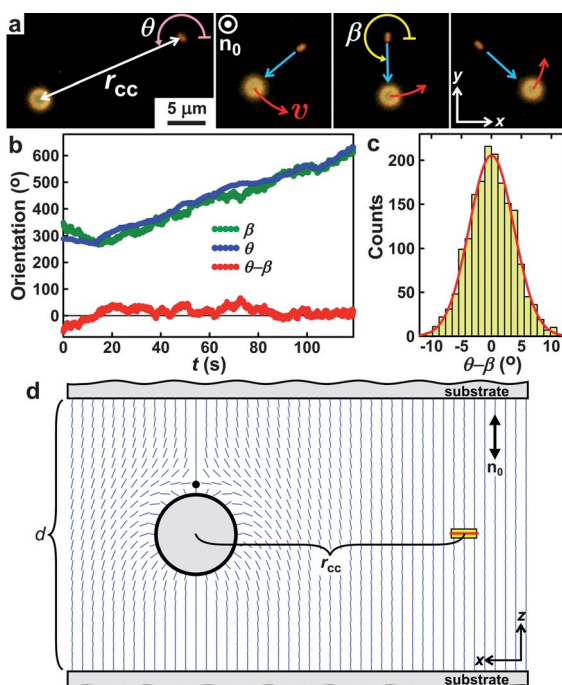 a
θ
r_cc
5 μm
n₀
v
β
y
x
b
Orientation (º)
600
500
400
300
200
100
0
β
θ
θ–β
0 20 40 60 80 100
t (s)
c
Counts
200
150
100
50
0
-10 -5 0 5 10
θ–β (º)
d
substrate
n₀
d
r_cc
z
x
substrate